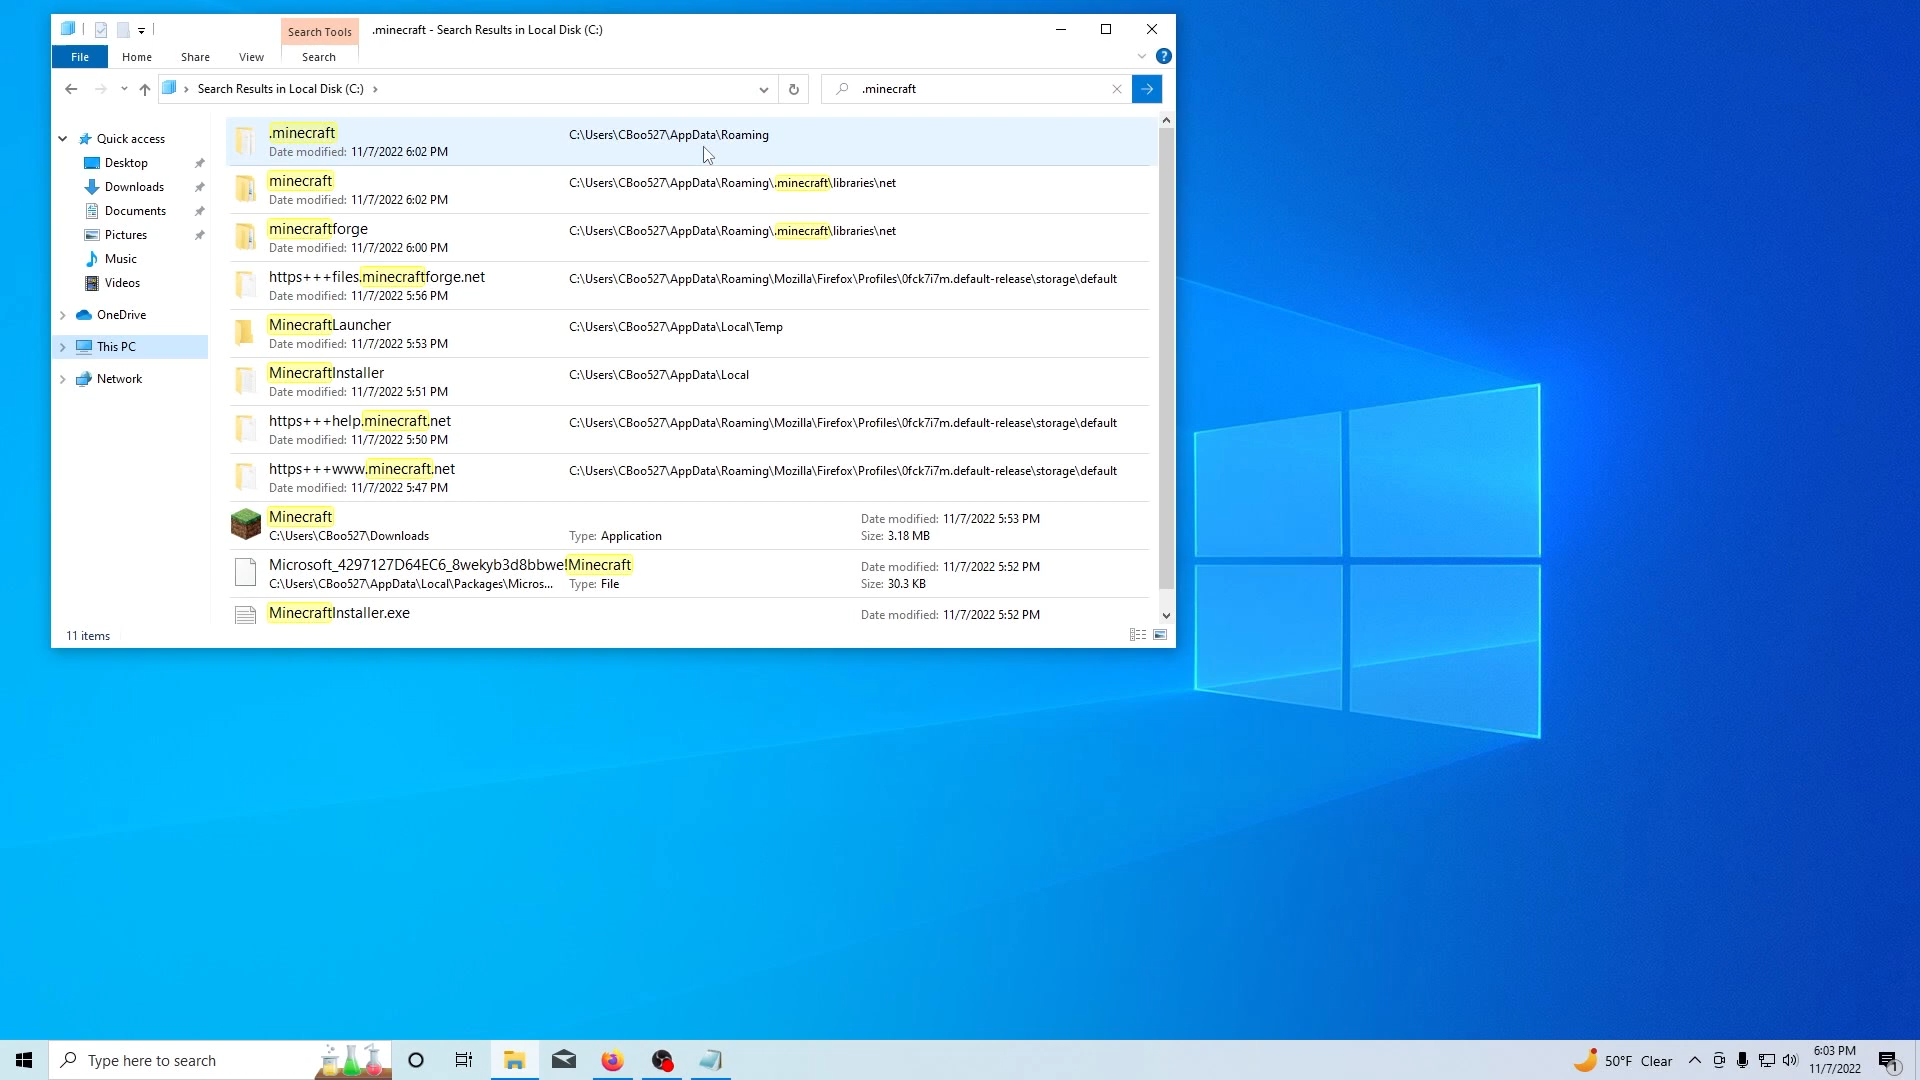 Search Tools
.minecraft - Search Results in Local Disk (C:)
File
Home
Share
View
Search
Search Results in Local Disk (C:)
.minecraft
Quick access
Desktop
Downloads
Documents
Pictures
Music
Videos
OneDrive
This PC
Network
.minecraft
C:\Users\CBoo527\AppData\Roaming
Date modified: 11/7/2022 6:02 PM
minecraft
C:\Users\CBoo527\AppData\Roaming\.minecraft\libraries\net
Date modified: 11/7/2022 6:02 PM
minecraftforge
C:\Users\CBoo527\AppData\Roaming\.minecraft\libraries\net
Date modified: 11/7/2022 6:00 PM
https+++files.minecraftforge.net
C:\Users\CBoo527\AppData\Roaming\Mozilla\Firefox\Profiles\0fck7i7m.default-release\storage\default
Date modified: 11/7/2022 5:56 PM
MinecraftLauncher
C:\Users\CBoo527\AppData\Local\Temp
Date modified: 11/7/2022 5:53 PM
MinecraftInstaller
C:\Users\CBoo527\AppData\Local
Date modified: 11/7/2022 5:51 PM
https+++help.minecraft.net
C:\Users\CBoo527\AppData\Roaming\Mozilla\Firefox\Profiles\0fck7i7m.default-release\storage\default
Date modified: 11/7/2022 5:50 PM
https+++www.minecraft.net
C:\Users\CBoo527\AppData\Roaming\Mozilla\Firefox\Profiles\0fck7i7m.default-release\storage\default
Date modified: 11/7/2022 5:47 PM
Minecraft
Date modified: 11/7/2022 5:53 PM
C:\Users\CBoo527\Downloads
Type: Application
Size: 3.18 MB
Microsoft_4297127D64EC6_8wekyb3d8bbwe!Minecraft
Date modified: 11/7/2022 5:52 PM
C:\Users\CBoo527\AppData\Local\Packages\Micros...
Type: File
Size: 30.3 KB
MinecraftInstaller.exe
Date modified: 11/7/2022 5:52 PM
11 items
Type here to search
50°F Clear
6:03 PM
11/7/2022
1